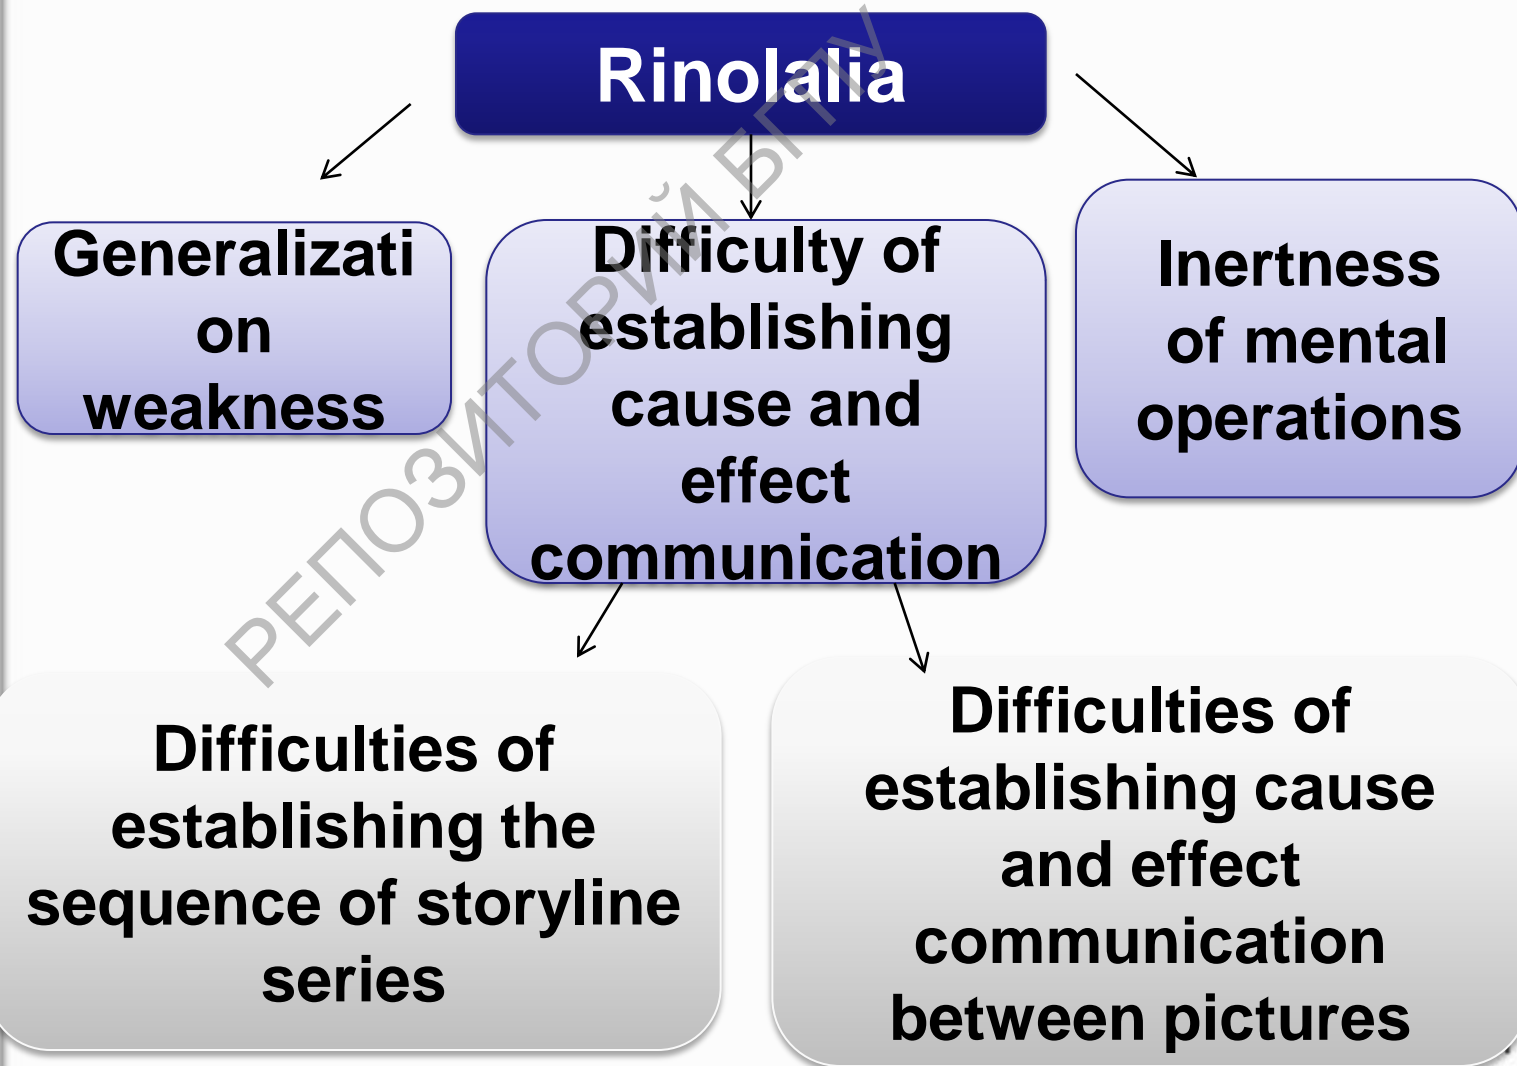 Rinolalia
Generalizati
on
weakness
Difficulty of
establishing
cause and
effect
communication
Inertness
of mental
operations
Difficulties of
establishing the
sequence of storyline
series
Difficulties of
establishing cause
and effect
communication
between pictures
РЕПОЗИТОРИЙ БГПУ